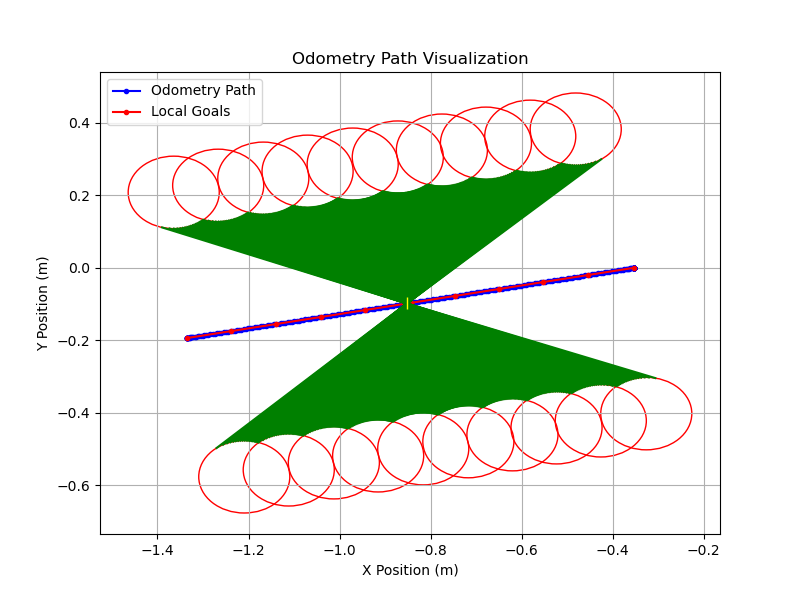 Odometry Path Visualization
Odometry Path
Local Goals
Y Position (m)
0.4
0.2
0.0
−0.2
−0.4
−0.6
−1.4 −1.2 −1.0 −0.8 −0.6 −0.4 −0.2
X Position (m)